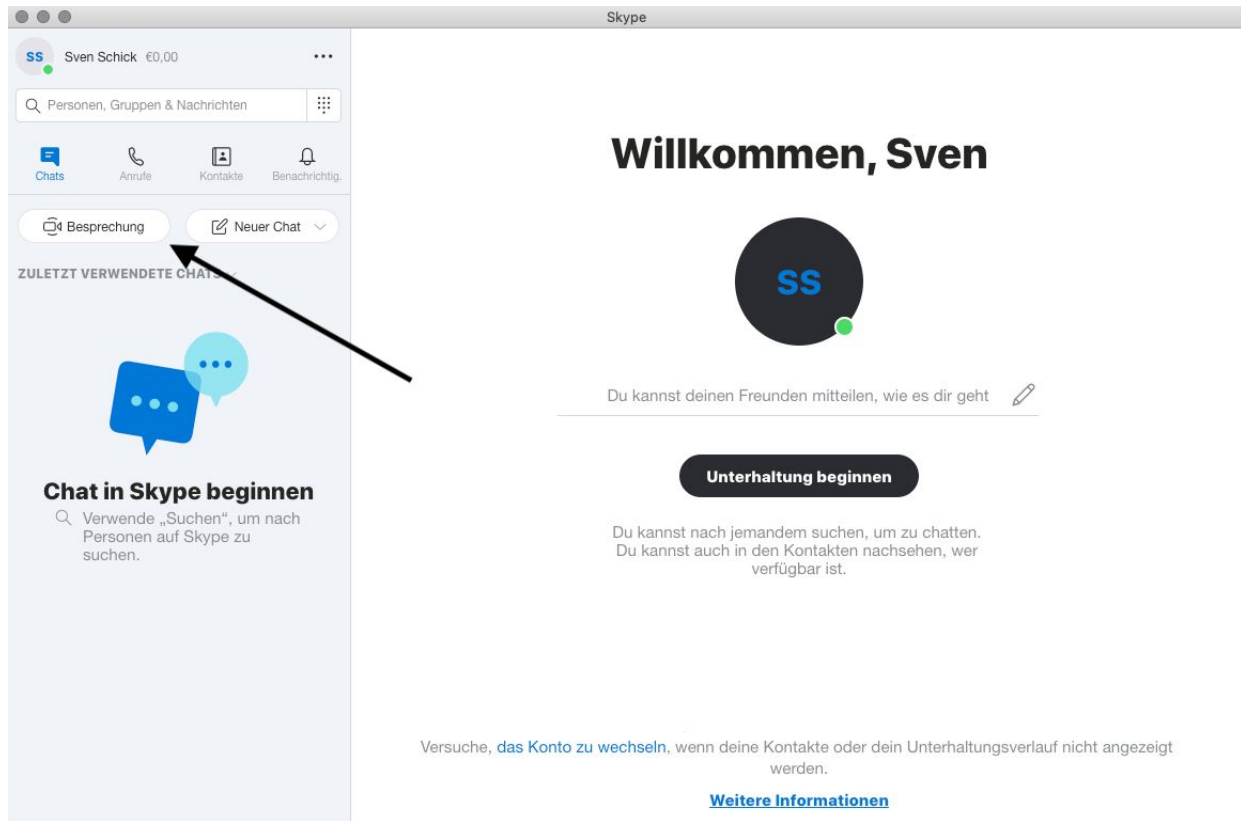 Skype
SS Sven Schick €0,00
Personen, Gruppen & Nachrichten
Chats Anrufe Kontakte Benachrichtig.
Besprechung Neuer Chat
ZULETZT VERWENDETE CHATS
Chat in Skype beginnen
Verwende „Suchen“, um nach
Personen auf Skype zu
suchen.
Willkommen, Sven
SS
Du kannst deinen Freunden mitteilen, wie es dir geht
Unterhaltung beginnen
Du kannst nach jemandem suchen, um zu chatten.
Du kannst auch in den Kontakten nachsehen, wer
verfügbar ist.
Versuche, das Konto zu wechseln, wenn deine Kontakte oder dein Unterhaltungsverlauf nicht angezeigt
werden.
Weitere Informationen